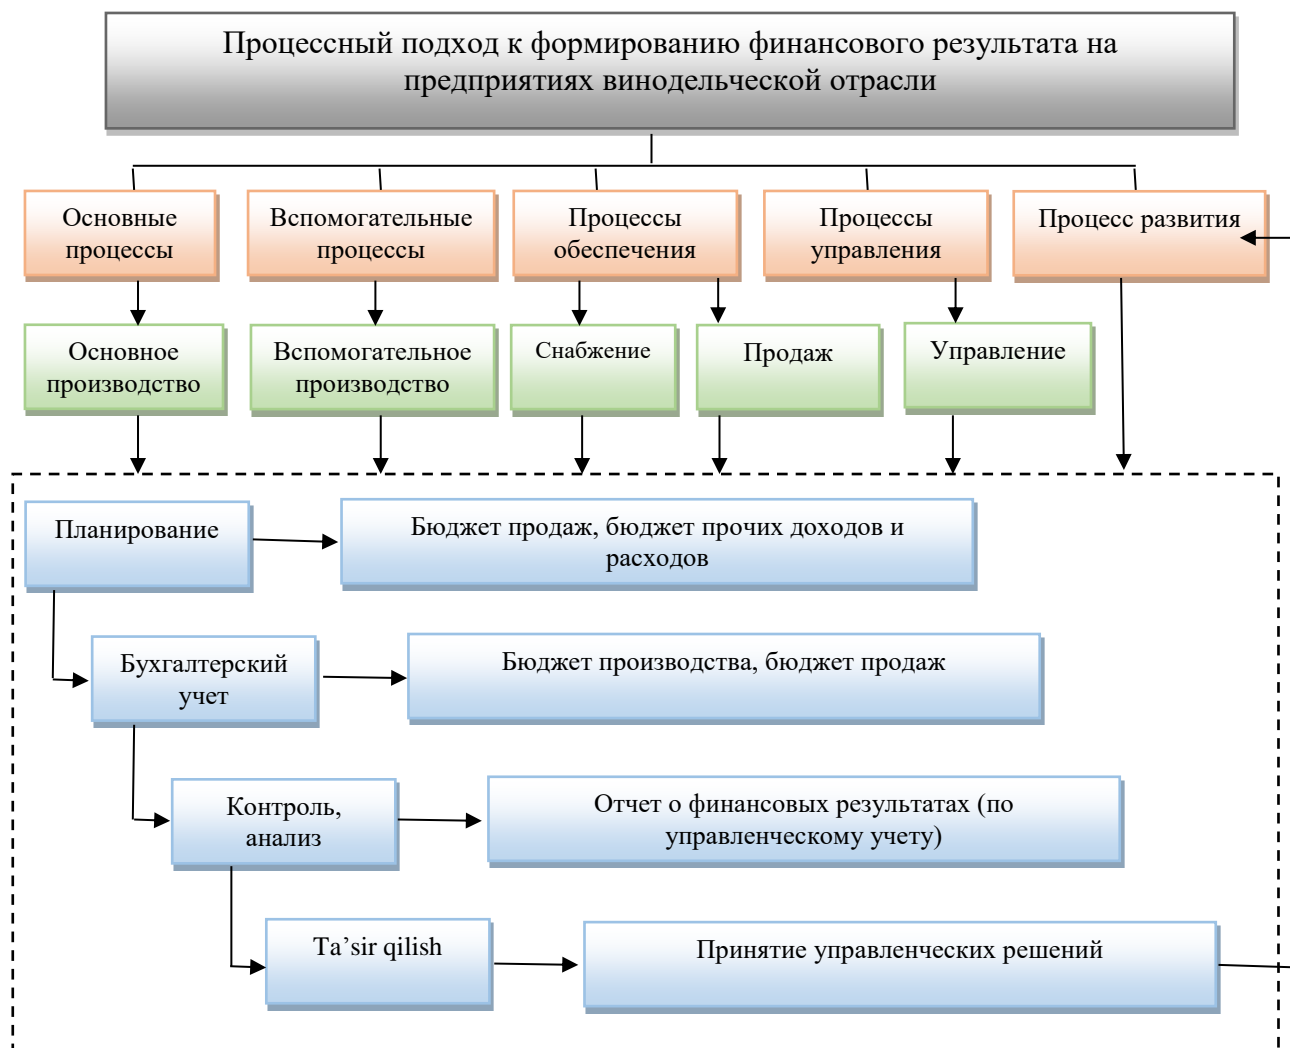 Процессный подход к формированию финансового результата на
предприятиях винодельческой отрасли
Основные
процессы
Вспомогательные
процессы
Процессы
обеспечения
Процессы
управления
Процесс развития
Основное
производство
Вспомогательное
производство
Снабжение
Продаж
Управление
Планирование
Бюджет продаж, бюджет прочих доходов и
расходов
Бухгалтерский
учет
Бюджет производства, бюджет продаж
Контроль,
анализ
Отчет о финансовых результатах (по
управленческому учету)
Ta’sir qilish
Принятие управленческих решений